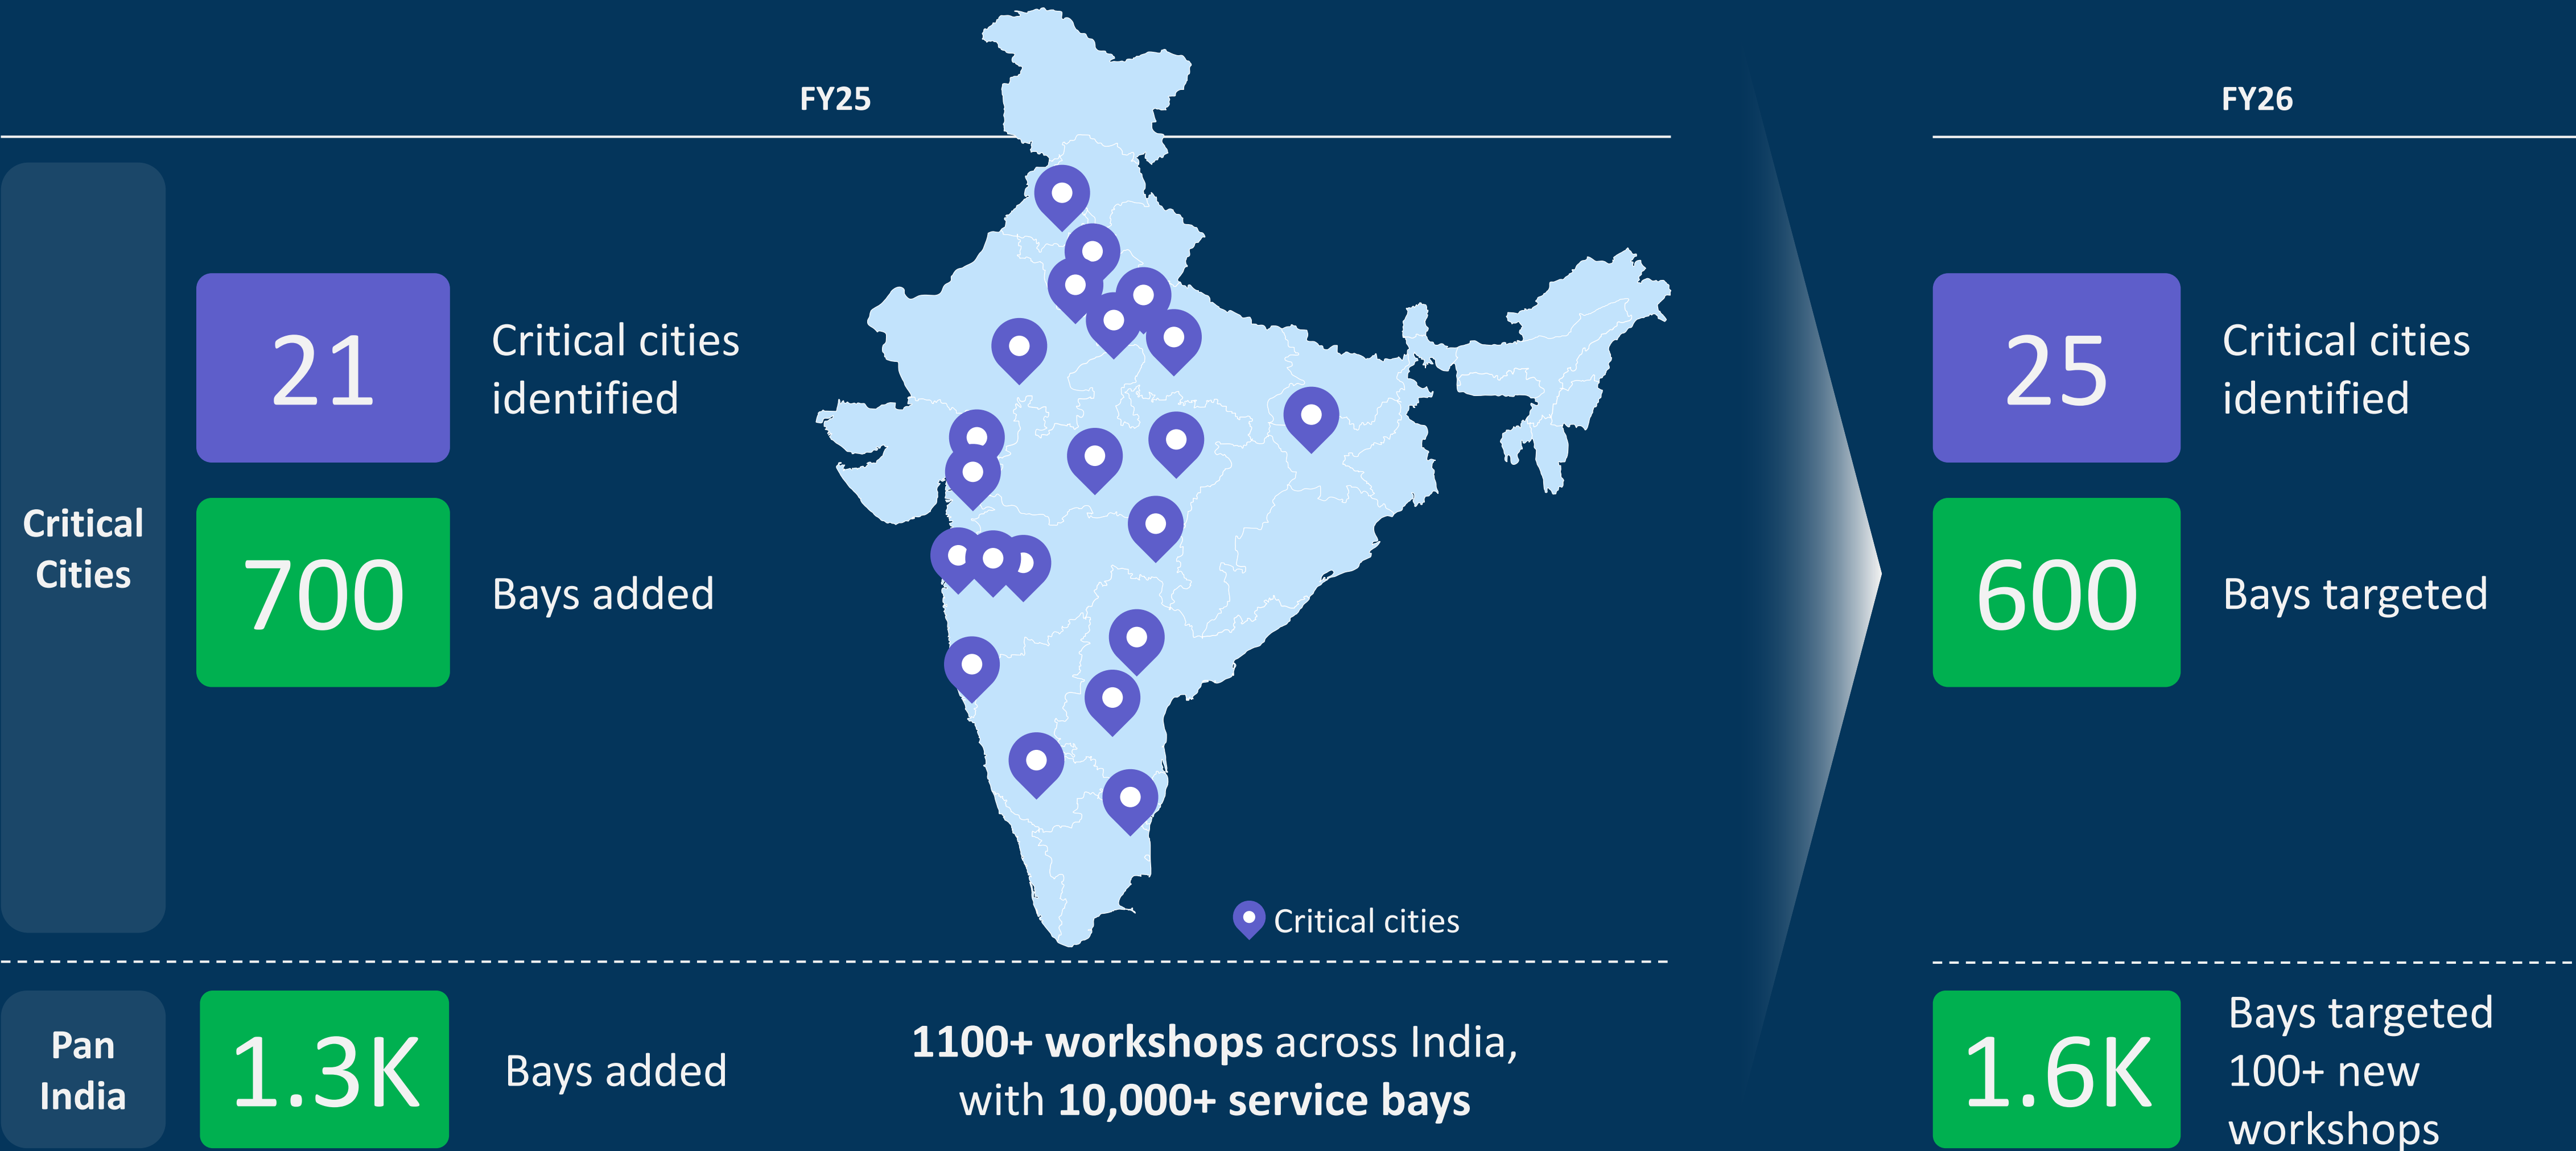 FY25
FY26
Critical
Cities
21
Critical cities
identified
700
Bays added
Critical cities
25
Critical cities
identified
600
Bays targeted
Pan
India
1.3K
Bays added
1100+ workshops across India,
with 10,000+ service bays
1.6K
Bays targeted
100+ new
workshops